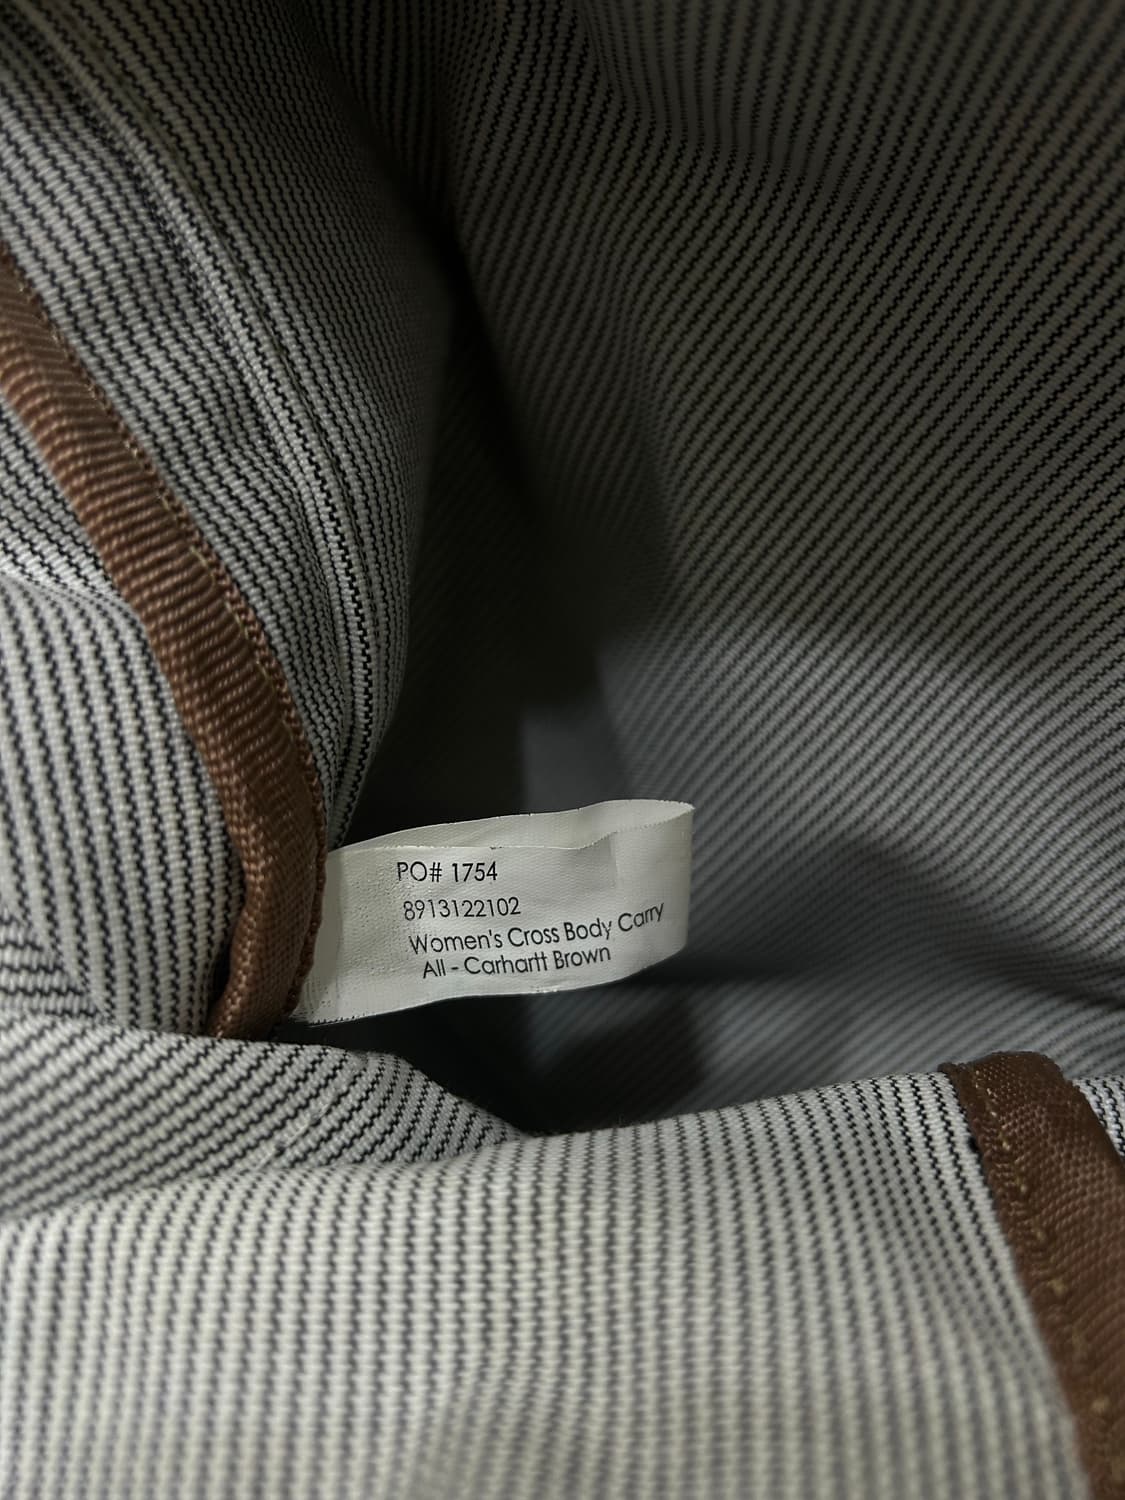 PO# 1754
8913122102
Women's Cross Body Carry
All - Carhartt Brown